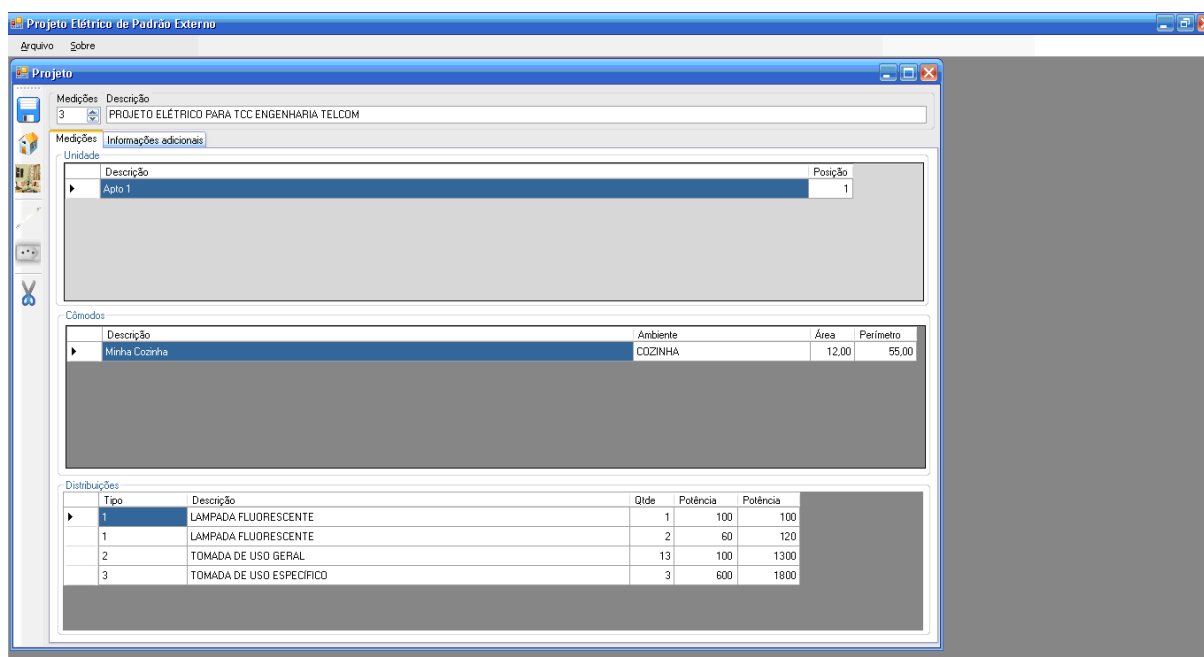 Projeto Elétrico de Padrão Externo
Arquivo Sobre
Projeto
Medições Descrição
3 PROJETO ELÉTRICO PARA TCC ENGENHARIA TELCOM
Medições Informações adicionais
Unidade
Descrição Posição
Apto 1 1
Cômodos
Descrição Ambiente Área Perímetro
Minha Cozinha COZINHA 12,00 55,00
Distribuições
Tipo Descrição Qtde Potência Potência
1 LAMPADA FLUORESCENTE 1 100 100
1 LAMPADA FLUORESCENTE 2 60 120
2 TOMADA DE USO GERAL 13 100 1300
3 TOMADA DE USO ESPECÍFICO 3 600 1800